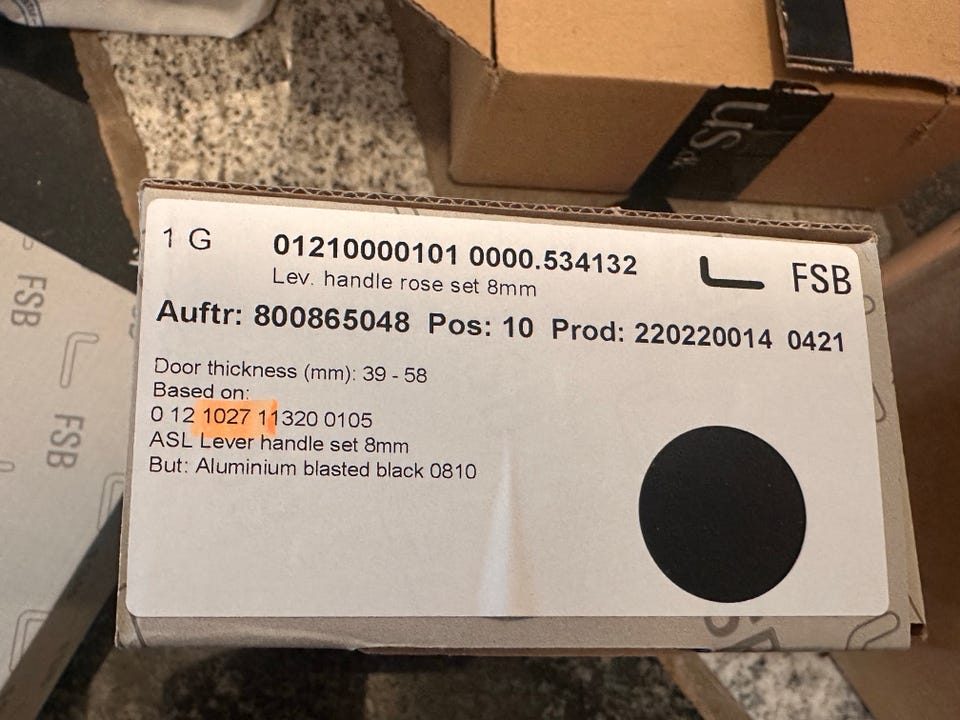 1 G 01210000101 0000.534132 FSB
Lev. handle rose set 8mm
Auftr: 800865048 Pos: 10 Prod: 220220014 0421
Door thickness (mm): 39 - 58
Based on:
0 12 1027 11320 0105
ASL Lever handle set 8mm
But: Aluminium blasted black 0810
FSB
FSB